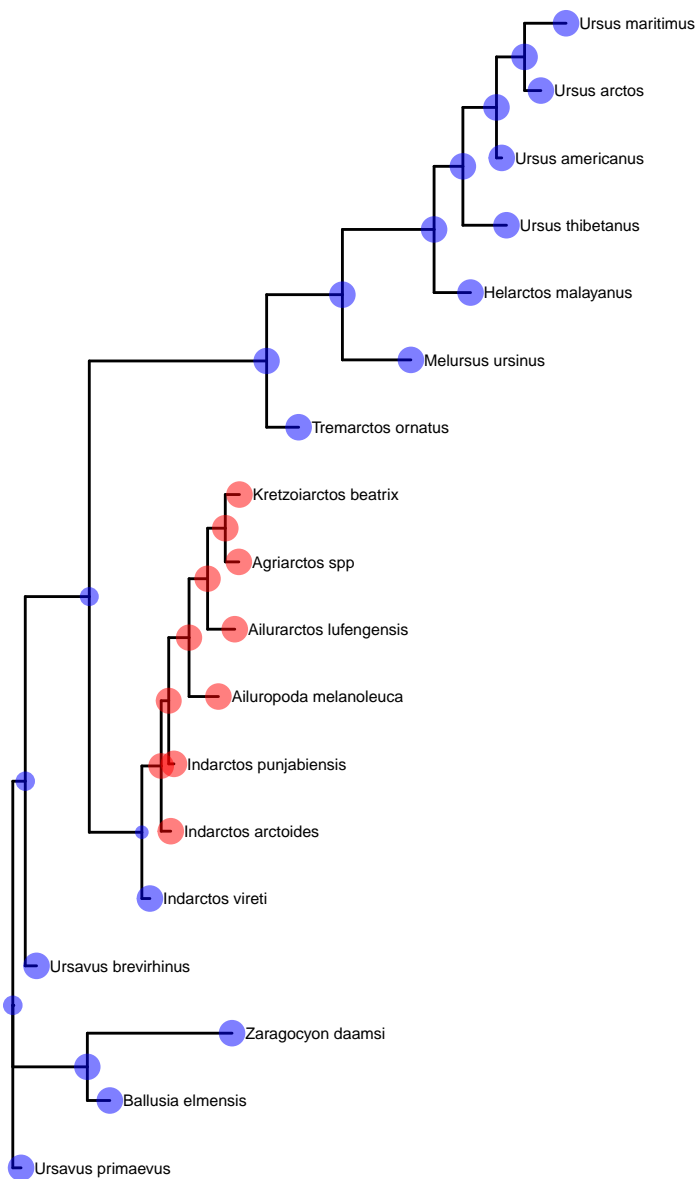 Ursus maritimus
Ursus arctos
Ursus americanus
Ursus thibetanus
Helarctos malayanus
Melursus ursinus
Tremarctos ornatus
Kretzoiarctos beatrix
Agriarctos spp
Ailurarctos lufengensis
Ailuropoda melanoleuca
Indarctos punjabiensis
Indarctos arctoides
Indarctos vireti
Ursavus brevirhinus
Zaragocyon daamsi
Ballusia elmensis
Ursavus primaevus